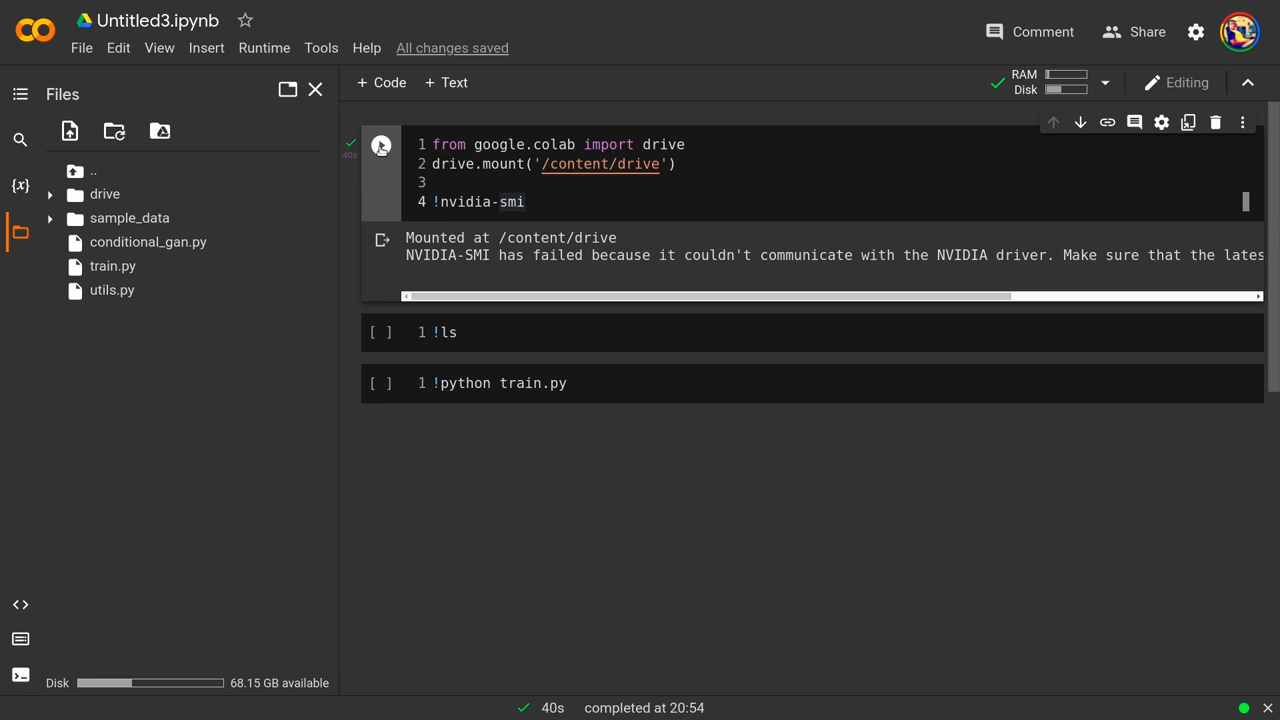 Untitled3.ipynb
File Edit View Insert Runtime Tools Help All changes saved
Comment Share
Files
+ Code + Text
RAM
Disk
Editing
..
drive
sample_data
conditional_gan.py
train.py
utils.py
{x}
40s
1 from google.colab import drive
2 drive.mount('/content/drive')
3
4 !nvidia-smi
Mounted at /content/drive
NVIDIA-SMI has failed because it couldn't communicate with the NVIDIA driver. Make sure that the lates
[ ] 1 !ls
[ ] 1 !python train.py
Disk 68.15 GB available
40s completed at 20:54